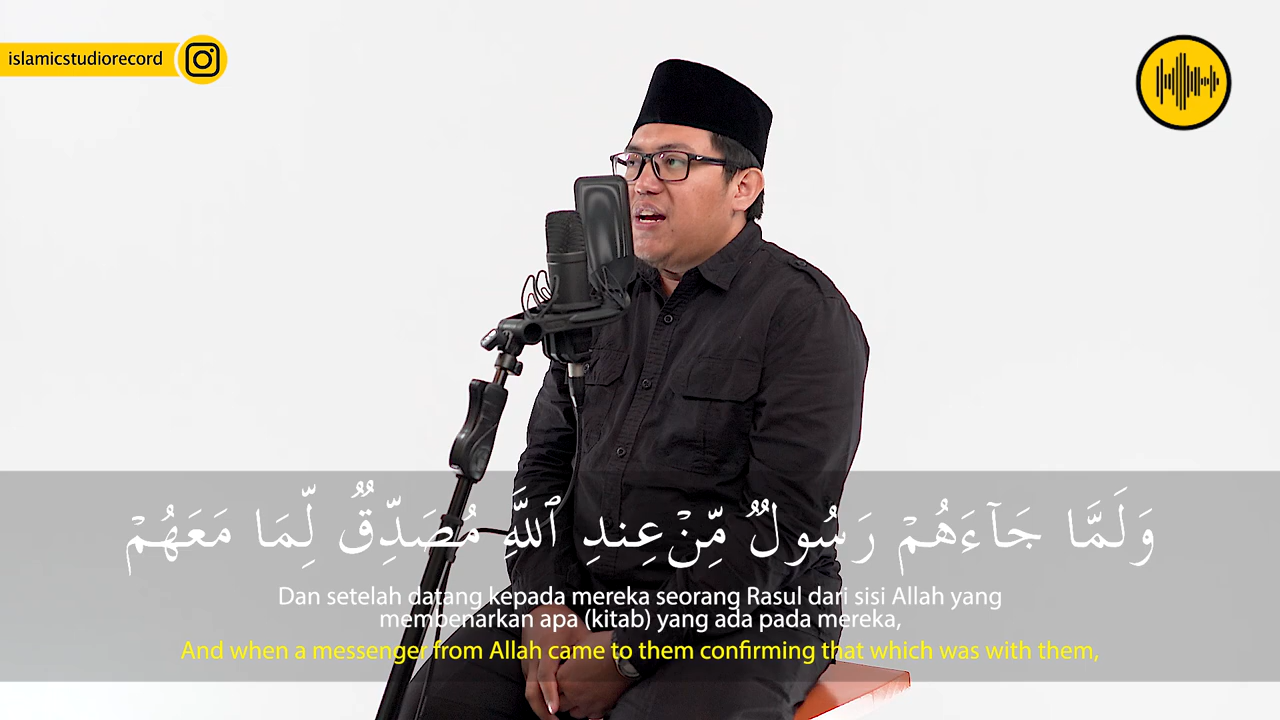 islamicstudiorecord
وَلَمَّا جَآءَهُمْ رَسُولٌۭ مِّنْ عِندِ ٱللَّهِ مُصَدِّقٌۭ لِّمَا مَعَهُمْ
Dan setelah datang kepada mereka seorang Rasul dari sisi Allah yang
membenarkan apa (kitab) yang ada pada mereka,
And when a messenger from Allah came to them confirming that which was with them,